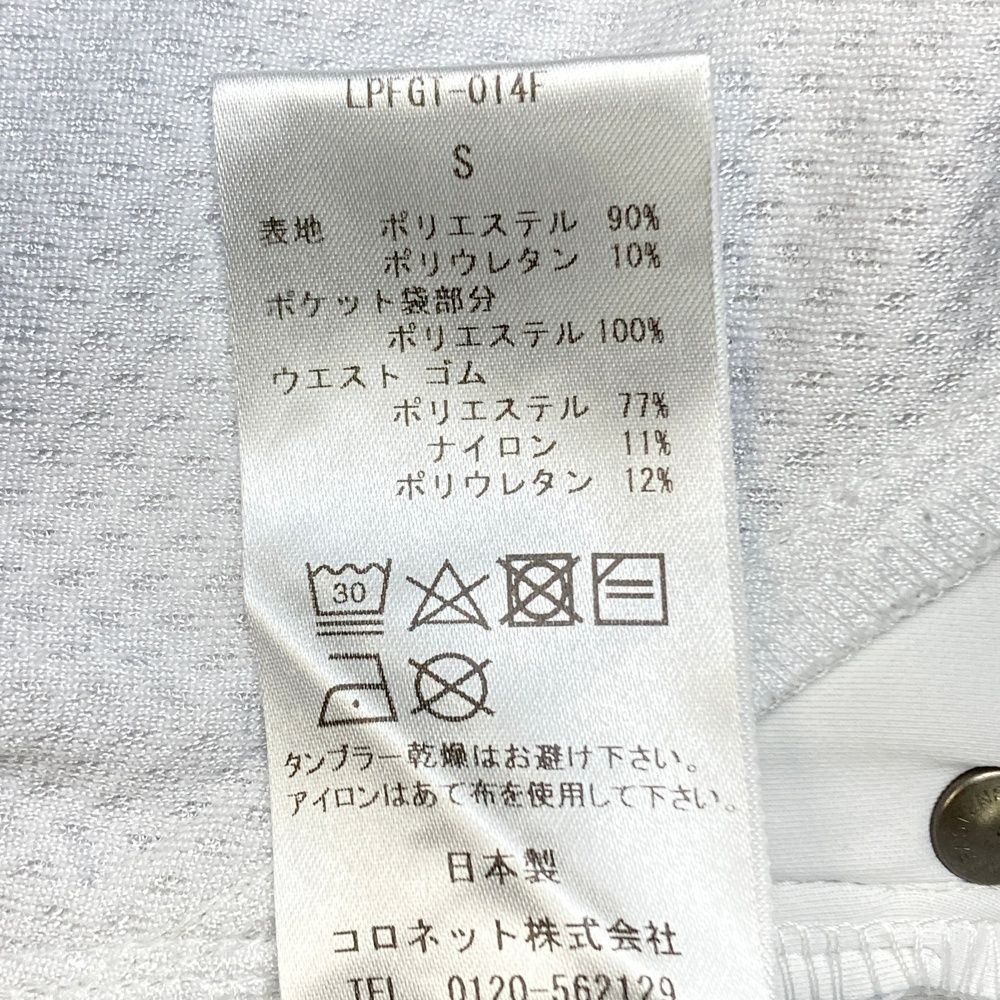 LPFGT-014F
S
表地 ポリエステル 90%
ポリウレタン 10%
ポケット袋部分
ポリエステル 100%
ウエスト ゴム
ポリエステル 77%
ナイロン 11%
ポリウレタン 12%
30
タンブラー乾燥はお避け下さい。
アイロンはあて布を使用して下さい。
日本製
コロネット株式会社
TEL 0120-562129